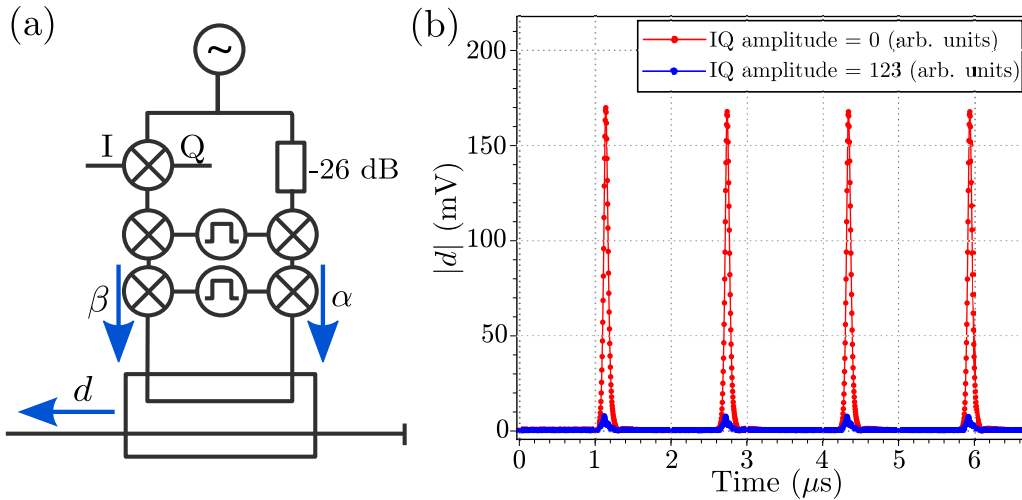 (a)
~
I
Q
-26 dB
β
α
d
(b)
IQ amplitude = 0 (arb. units)
IQ amplitude = 123 (arb. units)
|d| (mV)
200
150
100
50
0
0 1 2 3 4 5 6
Time (μs)